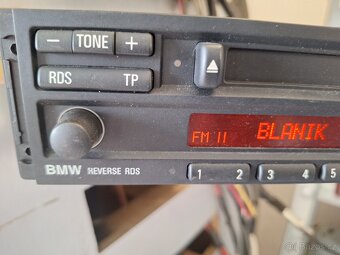 − TONE +
RDS TP
FM II BLANIK
BMW REVERSE RDS
1 2 3 4 5